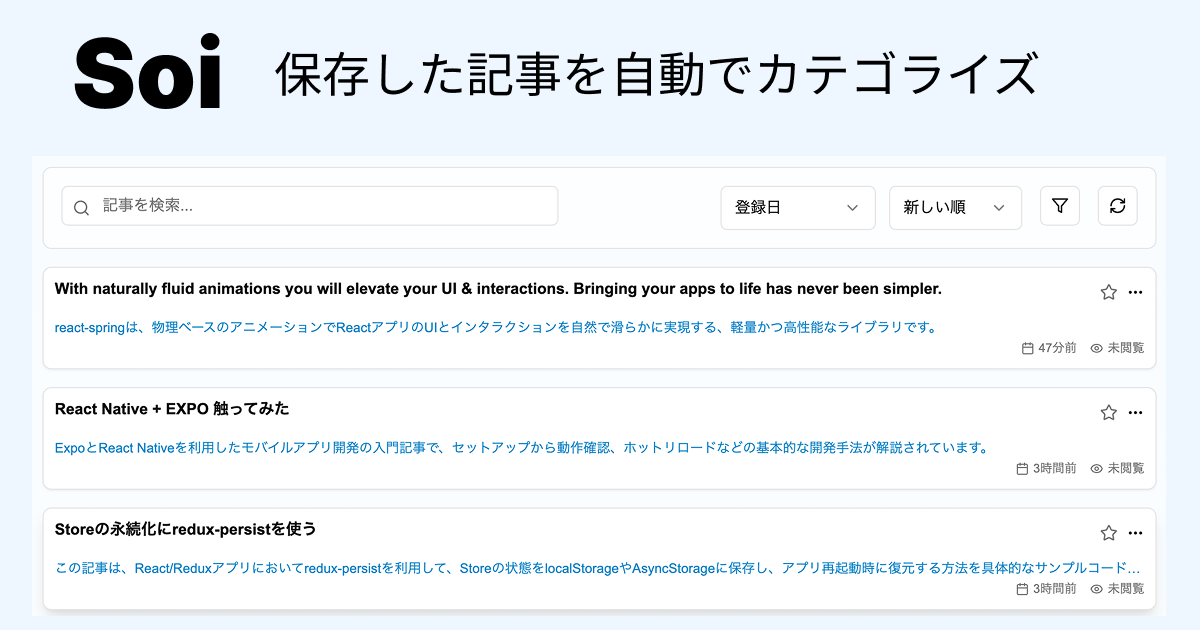 Soi 保存した記事を自動でカテゴライズ
記事を検索... 登録日 新しい順
With naturally fluid animations you will elevate your UI & interactions. Bringing your apps to life has never been simpler.
react-springは、物理ベースのアニメーションでReactアプリのUIとインタラクションを自然で滑らかに実現する、軽量かつ高性能なライブラリです。
47分前 未閲覧
React Native + EXPO 触ってみた
ExpoとReact Nativeを利用したモバイルアプリ開発の入門記事で、セットアップから動作確認、ホットリロードなどの基本的な開発手法が解説されています。
3時間前 未閲覧
Storeの永続化にredux-persistを使う
この記事は、React/Reduxアプリにおいてredux-persistを利用して、Storeの状態をlocalStorageやAsyncStorageに保存し、アプリ再起動時に復元する方法を具体的なサンプルコード...
3時間前 未閲覧